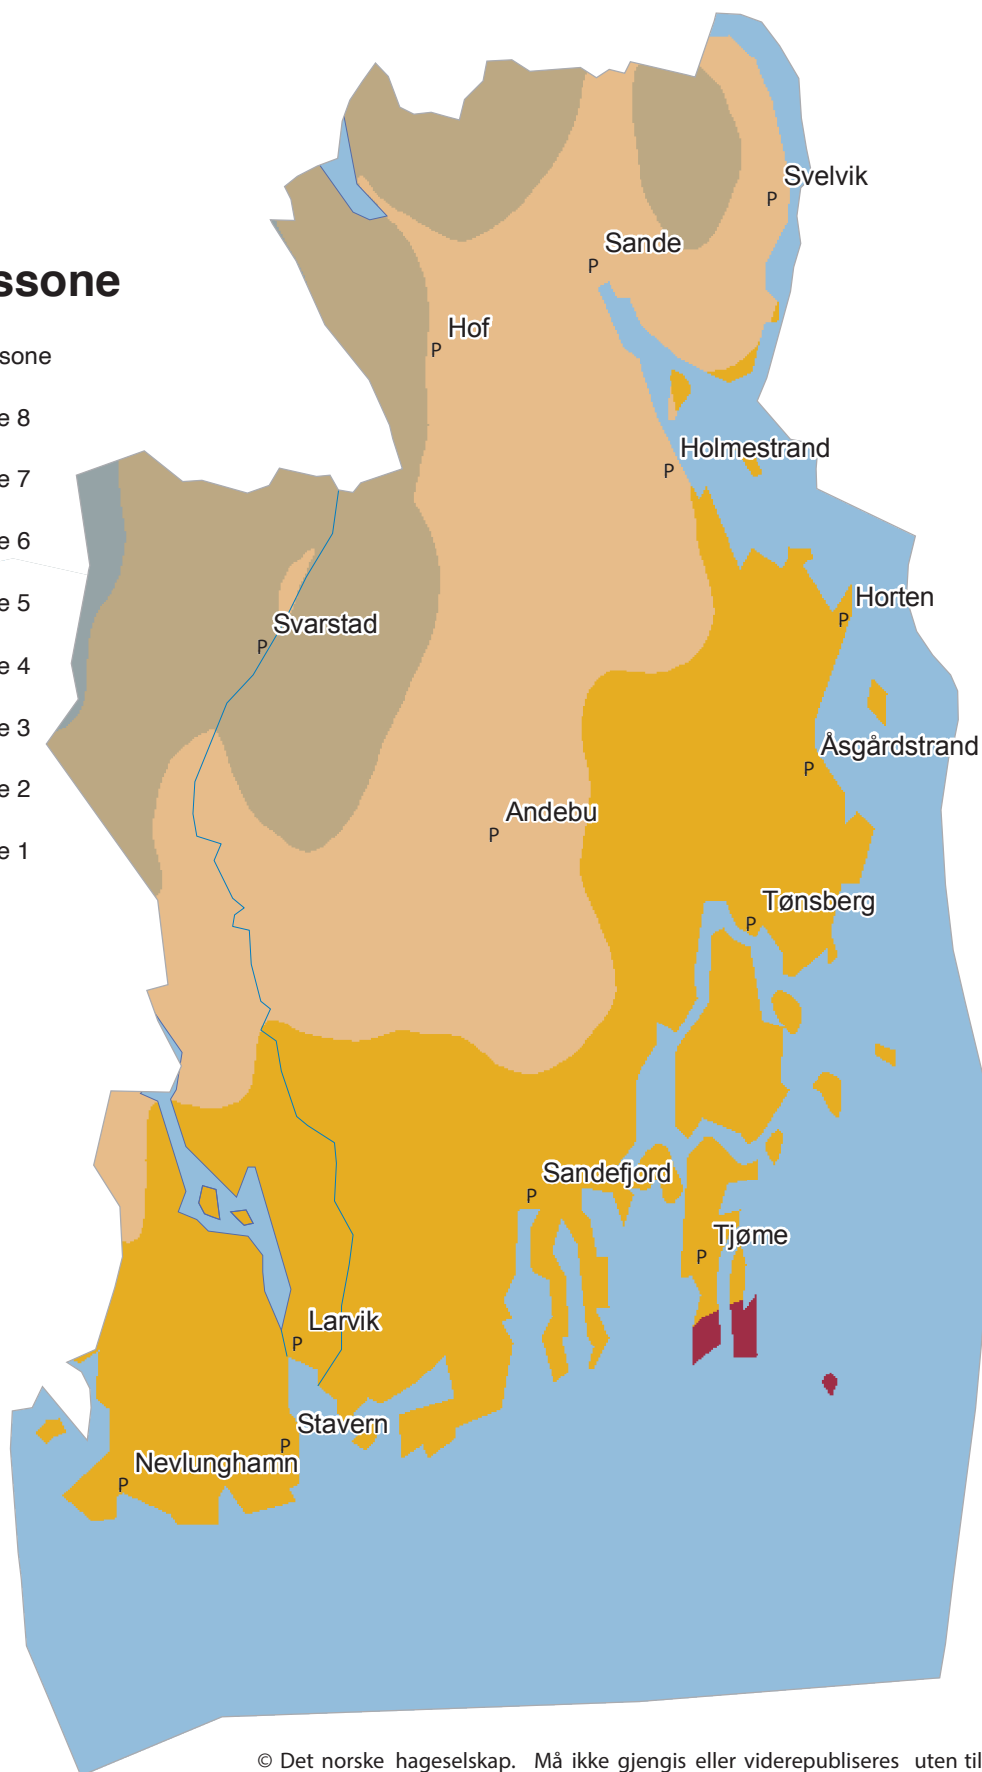 Svelvik
P
Sande
P
ssone
Hof
P
sone
e 8
Holmestrand
P
e 7
e 6
e 5
Horten
P
Svarstad
P
e 4
e 3
Åsgårdstrand
P
e 2
Andebu
P
e 1
Tønsberg
P
Sandefjord
P
Tjøme
P
Larvik
P
Stavern
P
Nevlunghamn
P
© Det norske hageselskap. Må ikke gjengis eller viderepubliseres uten til